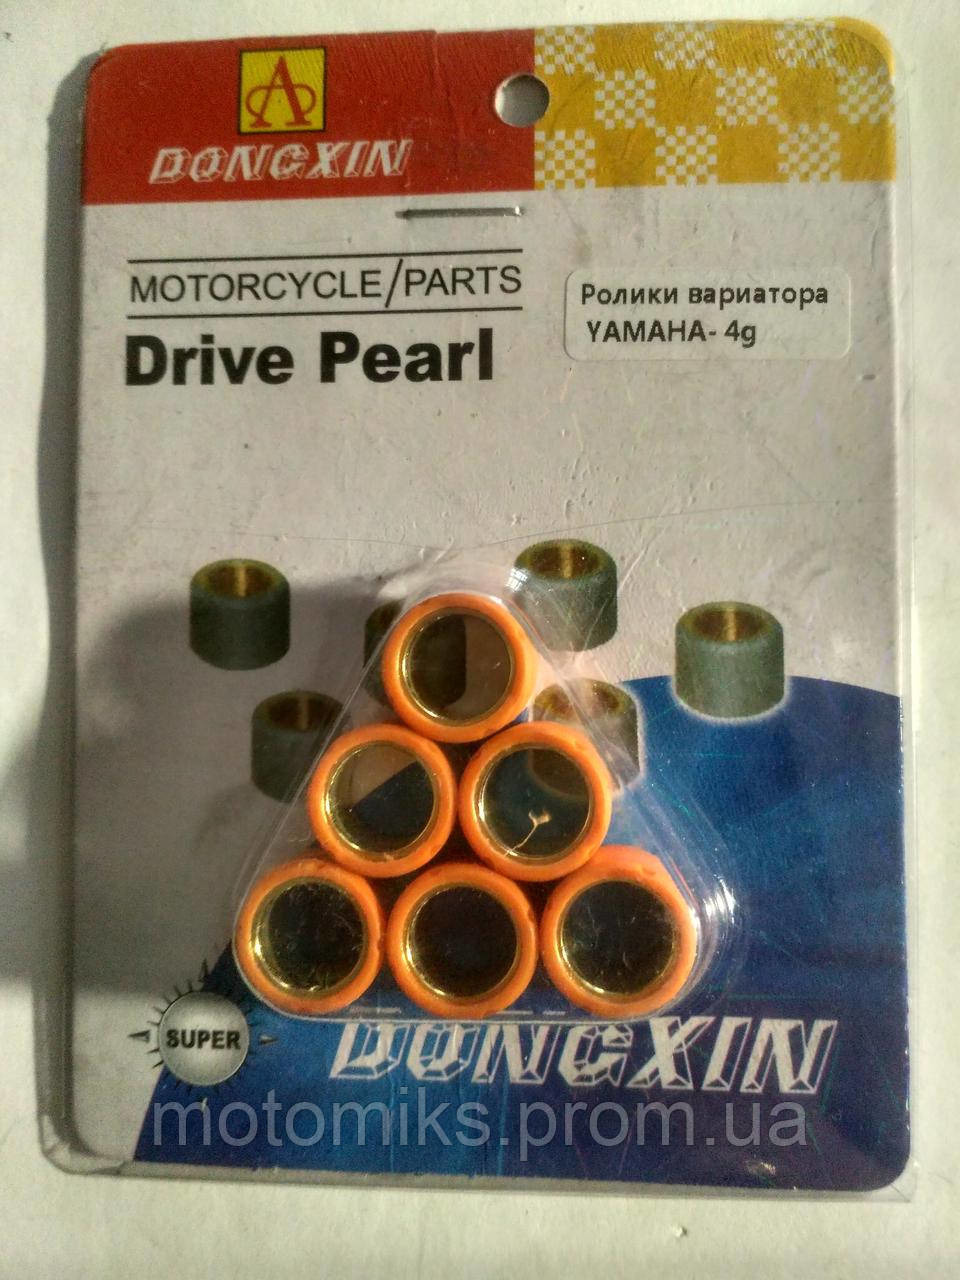 DONGXIN
MOTORCYCLE/PARTS
Drive Pearl
Ролики вариатора
YAMAHA- 4g
SUPER
DONGXIN
motomiks.prom.ua